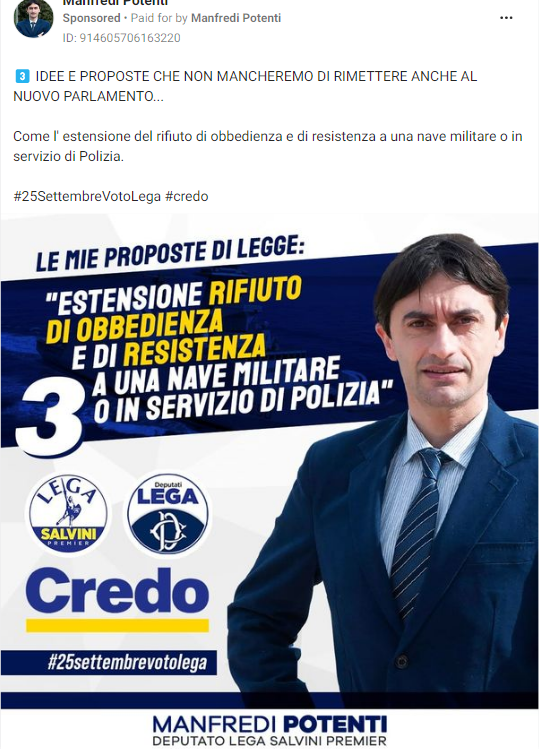 Manfredi Potenti
Sponsored • Paid for by Manfredi Potenti
ID: 914605706163220
3 IDEE E PROPOSTE CHE NON MANCHEREMO DI RIMETTERE ANCHE AL
NUOVO PARLAMENTO...
Come l' estensione del rifiuto di obbedienza e di resistenza a una nave militare o in
servizio di Polizia.
#25SettembreVotoLega #credo
LE MIE PROPOSTE DI LEGGE:
"ESTENSIONE RIFIUTO
DI OBBEDIENZA
E DI RESISTENZA
A UNA NAVE MILITARE
O IN SERVIZIO DI POLIZIA"
3
LEGA
SALVINI
PREMIER
Deputati
LEGA
Credo
#25settembrevotolega
MANFREDI POTENTI
DEPUTATO LEGA SALVINI PREMIER